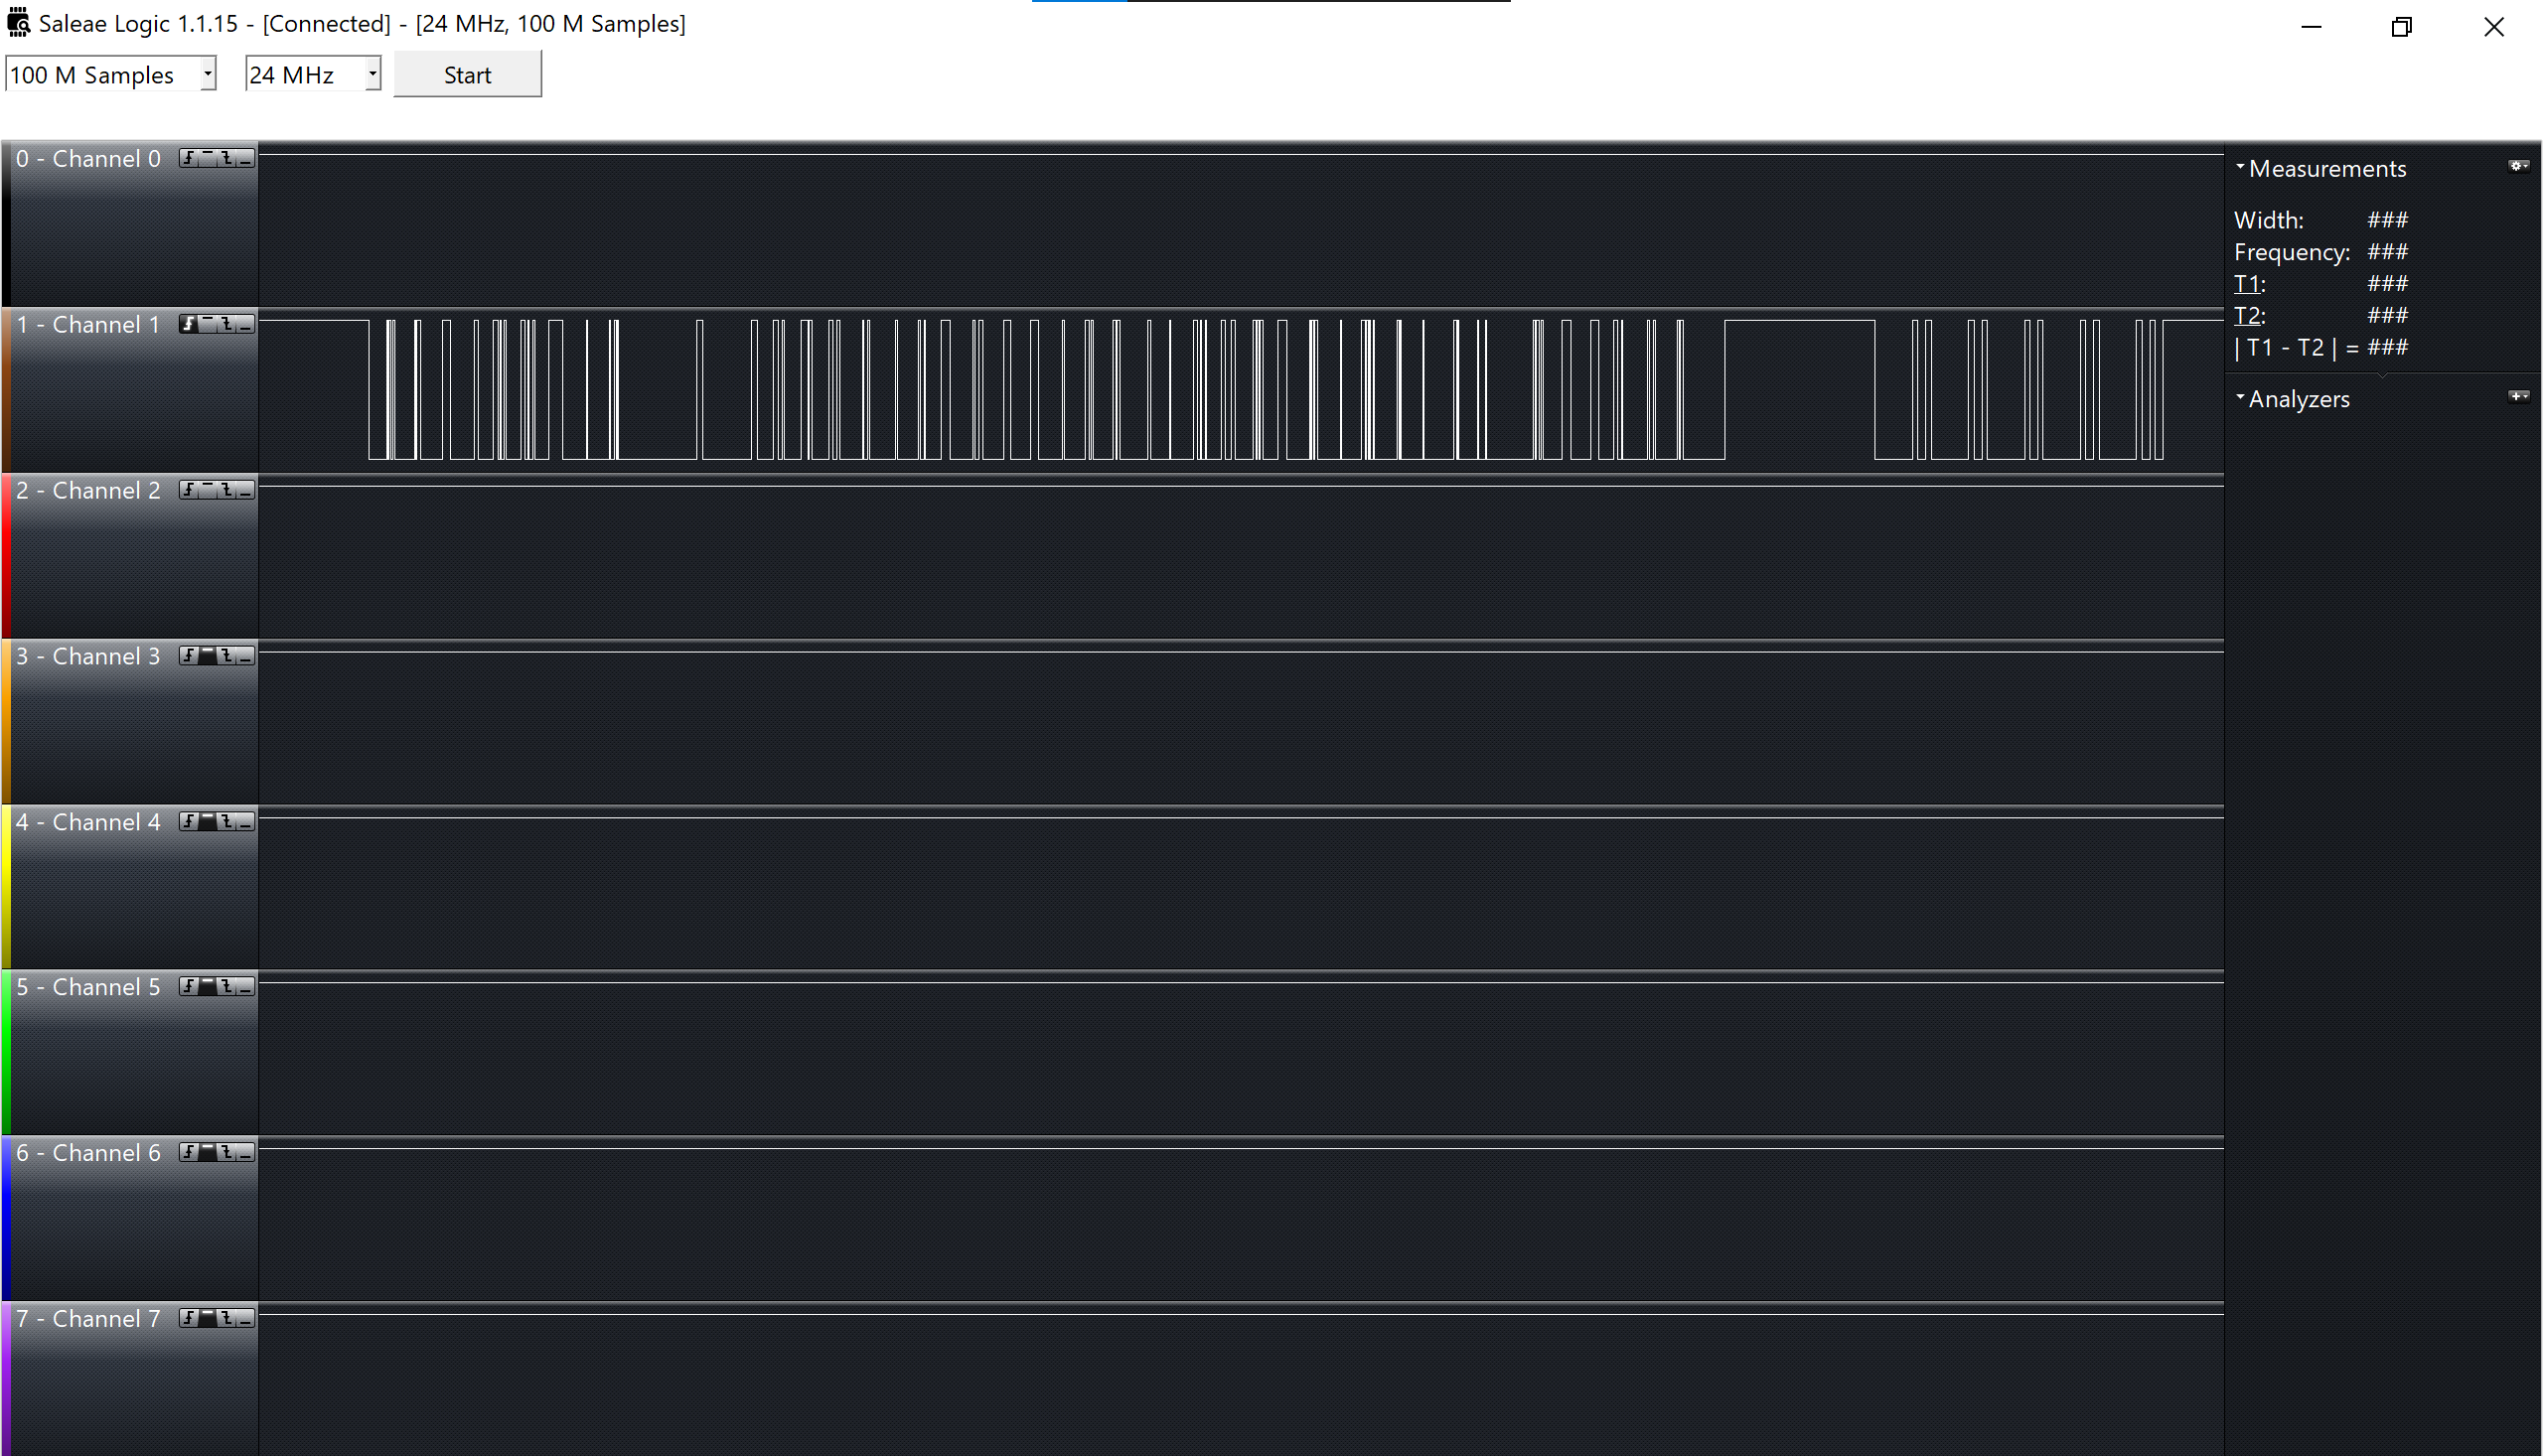 Saleae Logic 1.1.15 - [Connected] - [24 MHz, 100 M Samples]
100 M Samples 24 MHz Start
0 - Channel 0
1 - Channel 1
2 - Channel 2
3 - Channel 3
4 - Channel 4
5 - Channel 5
6 - Channel 6
7 - Channel 7
Measurements
Width: ###
Frequency: ###
T1: ###
T2: ###
| T1 - T2 | = ###
Analyzers